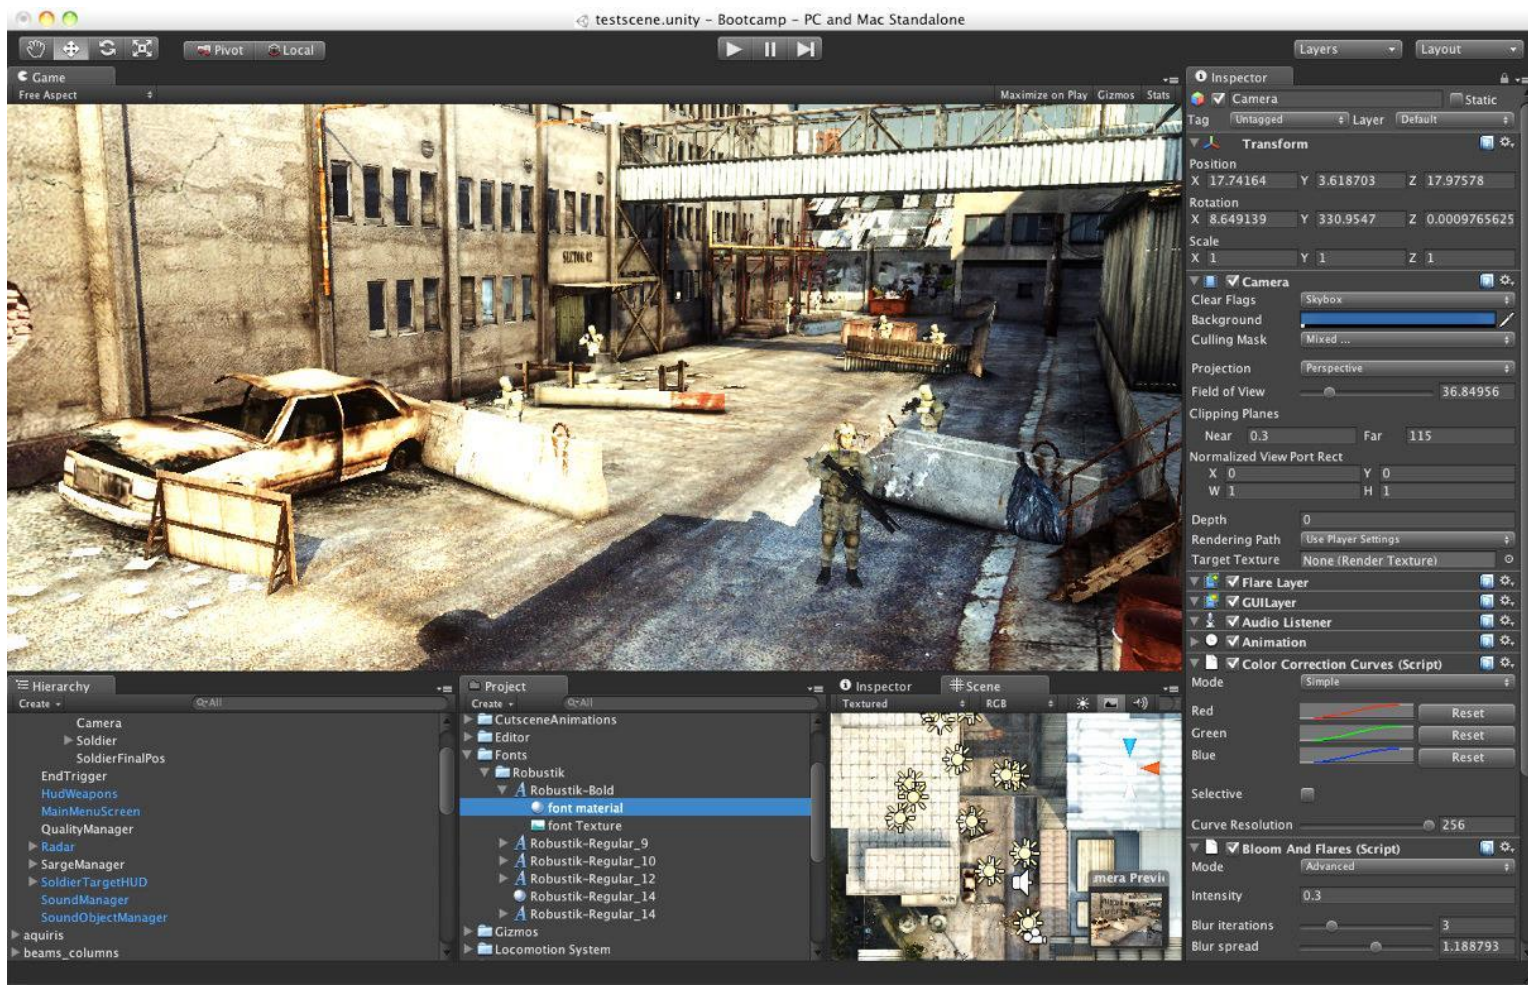 testscene.unity – Bootcamp – PC and Mac Standalone
Pivot Local Layers Layout
Game
Free Aspect Maximize on Play Gizmos Stats
SECTOR 02
Inspector
Camera Static
Tag Untagged Layer Default
Transform
Position
X 17.74164 Y 3.618703 Z 17.97578
Rotation
X 8.649139 Y 330.9547 Z 0.0009765625
Scale
X 1 Y 1 Z 1
Camera
Clear Flags Skybox
Background
Culling Mask Mixed ...
Projection Perspective
Field of View 36.84956
Clipping Planes
Near 0.3 Far 115
Normalized View Port Rect
X 0 Y 0
W 1 H 1
Depth 0
Rendering Path Use Player Settings
Target Texture None (Render Texture)
Flare Layer
GUILayer
Audio Listener
Animation
Color Correction Curves (Script)
Mode Simple
Red Reset
Green Reset
Blue Reset
Selective
Curve Resolution 256
Bloom And Flares (Script)
Mode Advanced
Intensity 0.3
Blur iterations 3
Blur spread 1.188793
Hierarchy
Create All
Camera
Soldier
SoldierFinalPos
EndTrigger
HudWeapons
MainMenuScreen
QualityManager
Radar
SargeManager
SoldierTargetHUD
SoundManager
SoundObjectManager
aquiris
beams_columns
Project
Create All
CutsceneAnimations
Editor
Fonts
Robustik
Robustik-Bold
font material
font Texture
Robustik-Regular_9
Robustik-Regular_10
Robustik-Regular_12
Robustik-Regular_14
Robustik-Regular_14
Gizmos
Locomotion System
Inspector Scene
Textured RGB
mera Previ